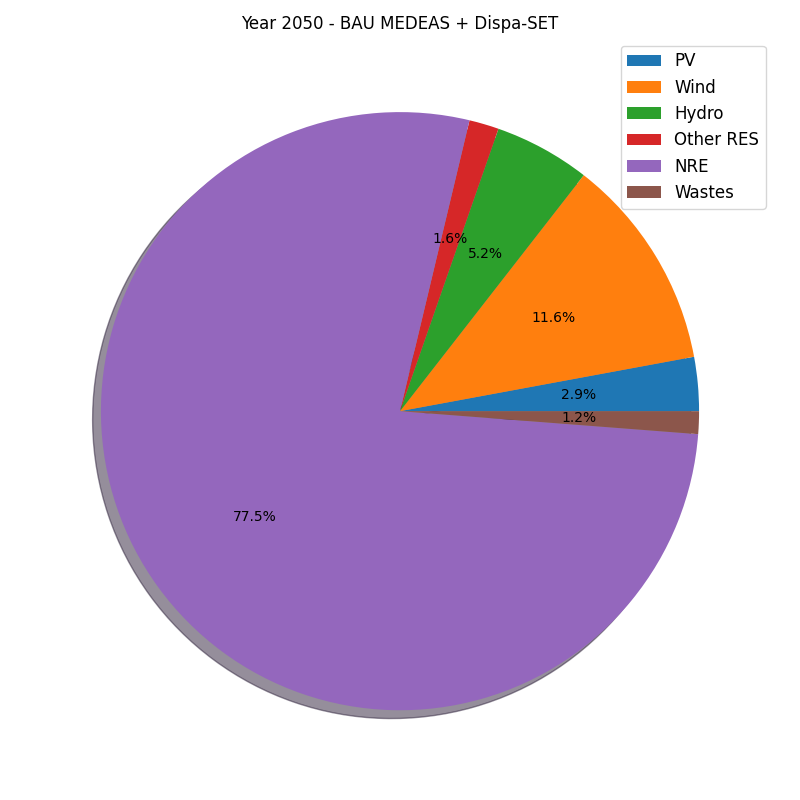 Year 2050 - BAU MEDEAS + Dispa-SET
PV
Wind
Hydro
Other RES
NRE
Wastes
1.6%
5.2%
11.6%
2.9%
1.2%
77.5%